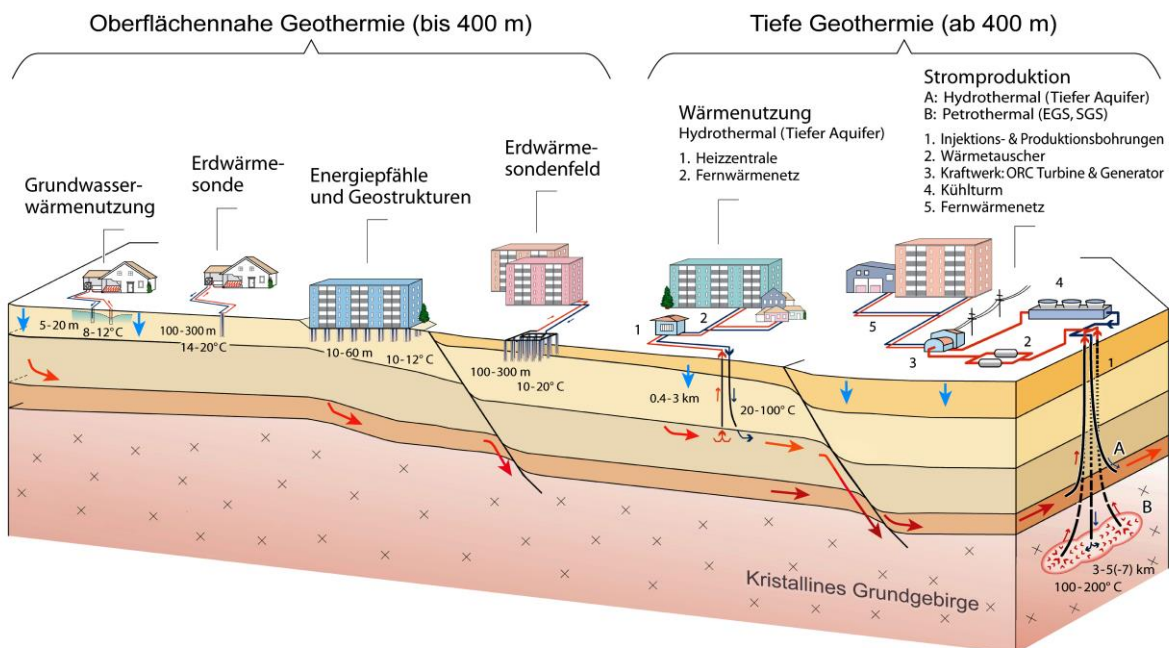 Oberflächennahe Geothermie (bis 400 m)
Tiefe Geothermie (ab 400 m)
Grundwasser-
wärmenutzung
Erdwärme-
sonde
Energiepfähle
und Geostrukturen
Erdwärme-
sondenfeld
Wärmenutzung
Hydrothermal (Tiefer Aquifer)
1. Heizzentrale
2. Fernwärmenetz
Stromproduktion
A: Hydrothermal (Tiefer Aquifer)
B: Petrothermal (EGS, SGS)
1. Injektions- & Produktionsbohrungen
2. Wärmetauscher
3. Kraftwerk: ORC Turbine & Generator
4. Kühlturm
5. Fernwärmenetz
5-20 m
8-12°C
100-300 m
14-20°C
10-60 m
10-12°C
100-300 m
10-20°C
1
2
0.4-3 km
20-100°C
5
3
2
4
1
A
B
3-5(-7) km
100-200°C
Kristallines Grundgebirge